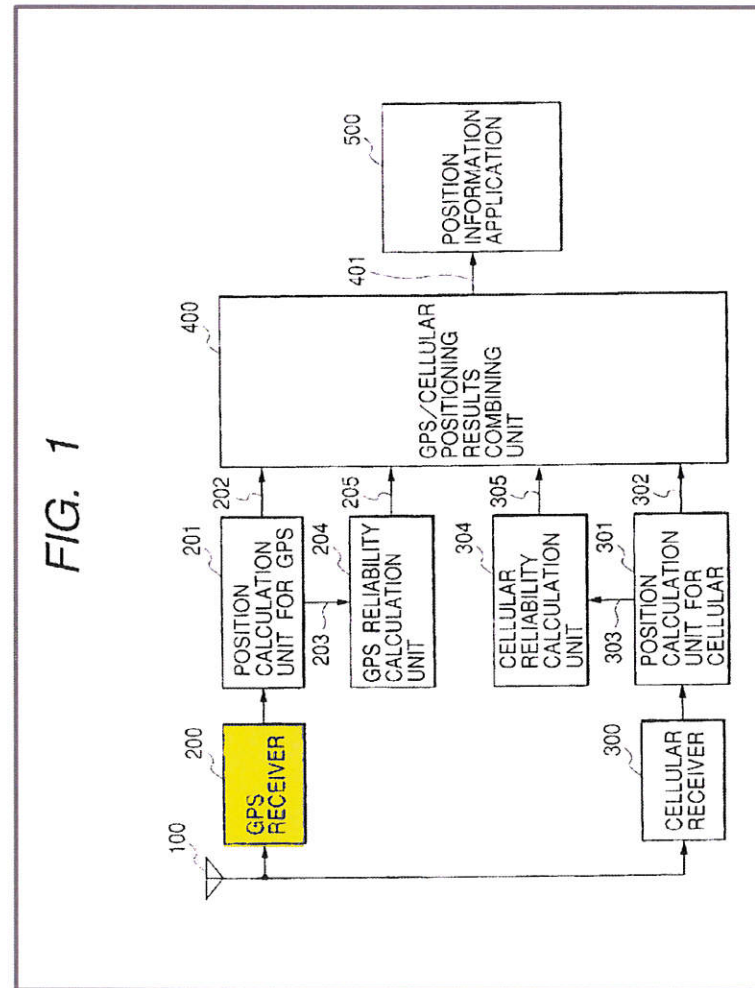 FIG. 1
100
200
GPS
RECEIVER
201
POSITION
CALCULATION
UNIT FOR GPS
202
203
204
GPS RELIABILITY
CALCULATION
UNIT
205
300
CELLULAR
RECEIVER
301
POSITION
CALCULATION
UNIT FOR
CELLULAR
302
303
304
CELLULAR
RELIABILITY
CALCULATION
UNIT
305
400
GPS/CELLULAR
POSITIONING
RESULTS
COMBINING
UNIT
401
500
POSITION
INFORMATION
APPLICATION